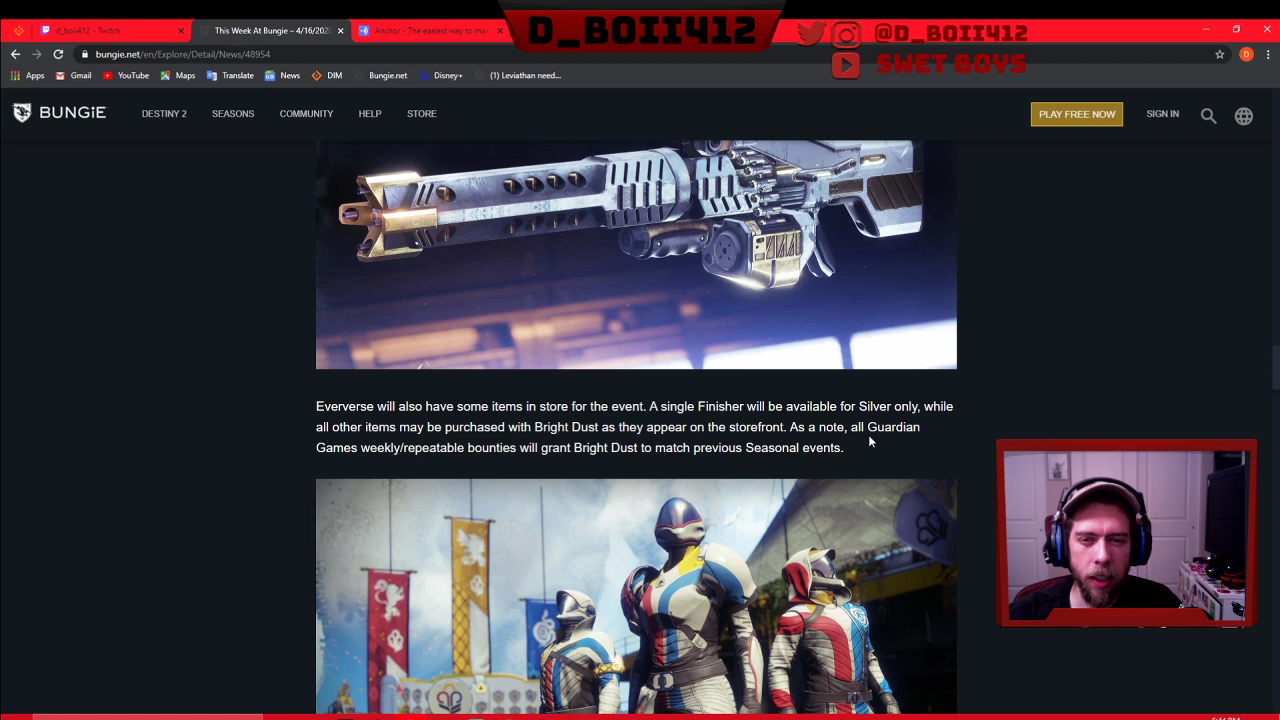 D_BOII412
@D_BOII412
SWET BOYS
d_boii412 - Twitch
This Week At Bungie – 4/16/2020
Anchor - The easiest way to mak
bungie.net/en/Explore/Detail/News/48954
D
Apps
Gmail
YouTube
Maps
Translate
News
DIM
Bungie.net
Disney+
(1) Leviathan need...
BUNGiE
DESTINY 2
SEASONS
COMMUNITY
HELP
STORE
PLAY FREE NOW
SIGN IN
Eververse will also have some items in store for the event. A single Finisher will be available for Silver only, while
all other items may be purchased with Bright Dust as they appear on the storefront. As a note, all Guardian
Games weekly/repeatable bounties will grant Bright Dust to match previous Seasonal events.